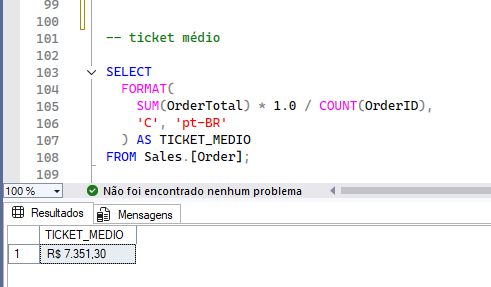 99
100
101 -- ticket médio
102
103 SELECT
104 FORMAT(
105 SUM(OrderTotal) * 1.0 / COUNT(OrderID),
106 'C', 'pt-BR'
107 ) AS TICKET_MEDIO
108 FROM Sales.[Order];
109
100 % Não foi encontrado nenhum problema
Resultados Mensagens
TICKET_MEDIO
1 R$ 7.351,30